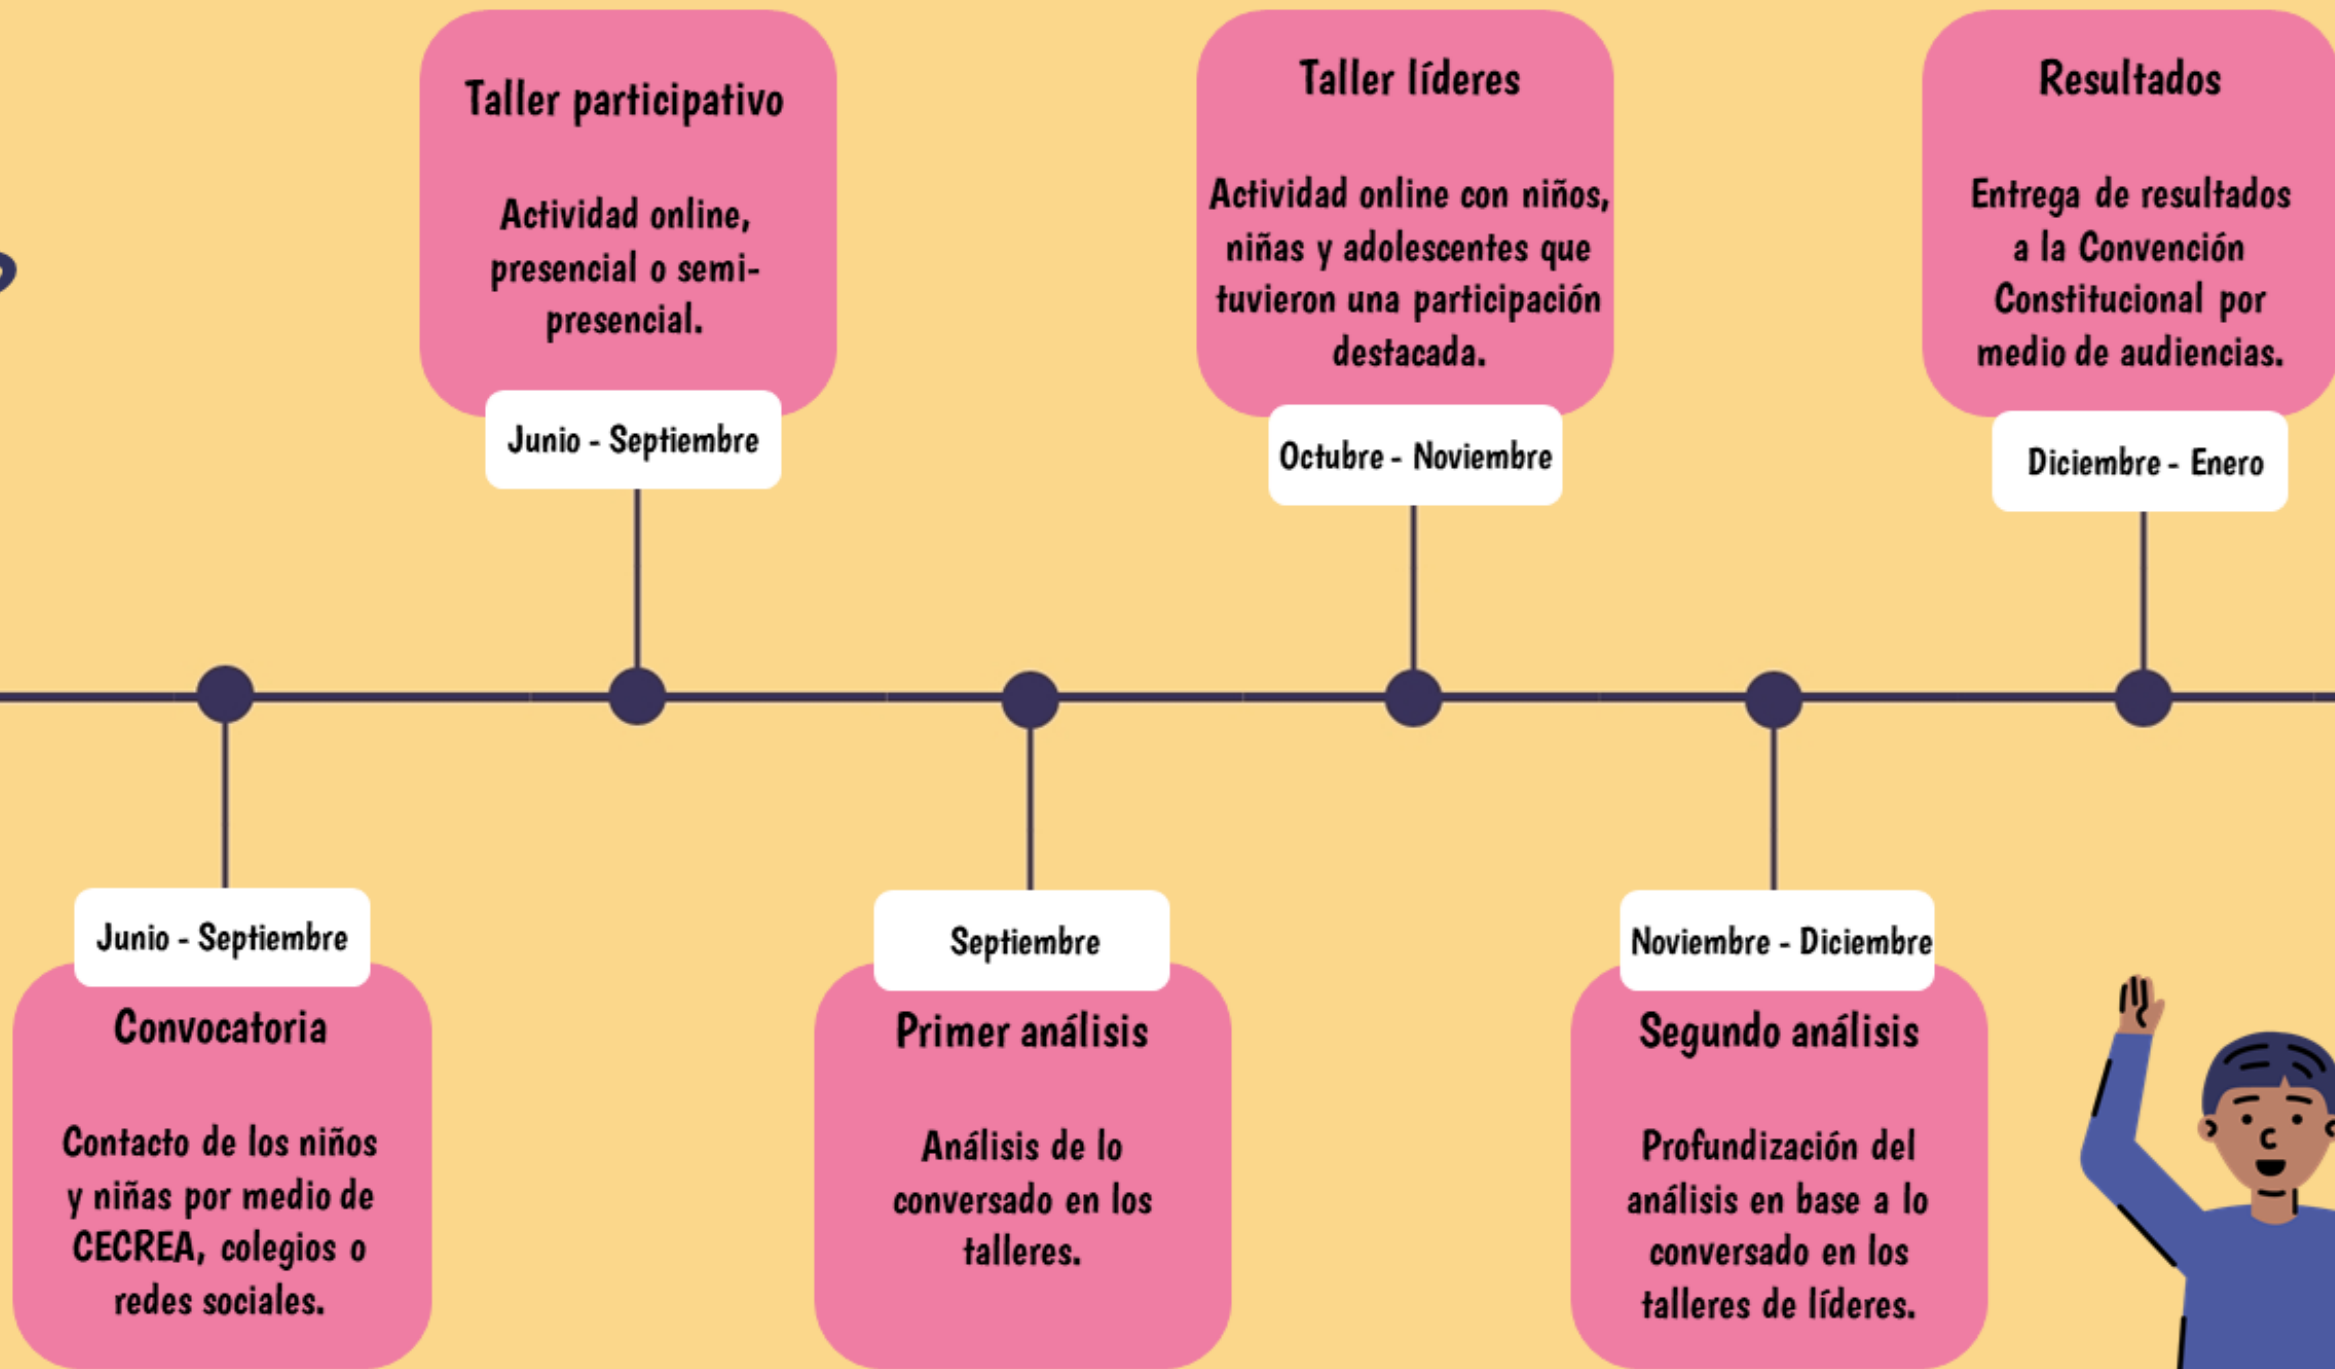 Taller participativo
Actividad online,
presencial o semi-
presencial.
Junio - Septiembre
Taller líderes
Actividad online con niños,
niñas y adolescentes que
tuvieron una participación
destacada.
Octubre - Noviembre
Resultados
Entrega de resultados
a la Convención
Constitucional por
medio de audiencias.
Diciembre - Enero
Junio - Septiembre
Convocatoria
Contacto de los niños
y niñas por medio de
CECREA, colegios o
redes sociales.
Septiembre
Primer análisis
Análisis de lo
conversado en los
talleres.
Noviembre - Diciembre
Segundo análisis
Profundización del
análisis en base a lo
conversado en los
talleres de líderes.